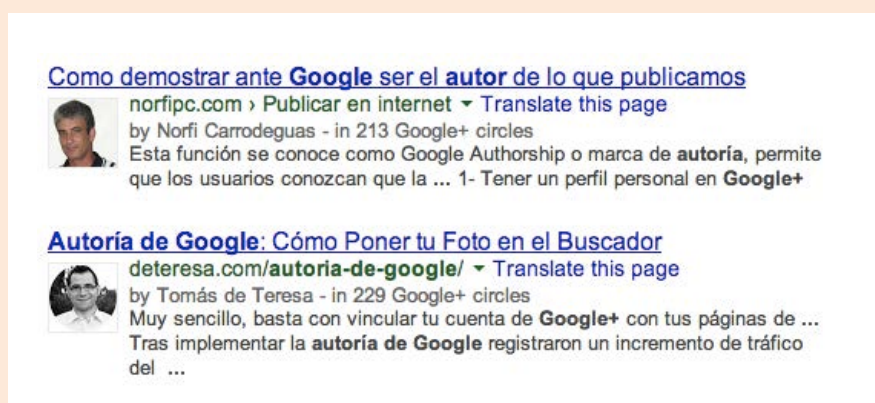 Como demostrar ante Google ser el autor de lo que publicamos
norfipc.com › Publicar en internet ▾ Translate this page
by Norfi Carrodeguas - in 213 Google+ circles
Esta función se conoce como Google Authorship o marca de autoría, permite
que los usuarios conozcan que la ... 1- Tener un perfil personal en Google+
Autoría de Google: Cómo Poner tu Foto en el Buscador
deteresa.com/autoria-de-google/ ▾ Translate this page
by Tomás de Teresa - in 229 Google+ circles
Muy sencillo, basta con vincular tu cuenta de Google+ con tus páginas de ...
Tras implementar la autoría de Google registraron un incremento de tráfico
del ...